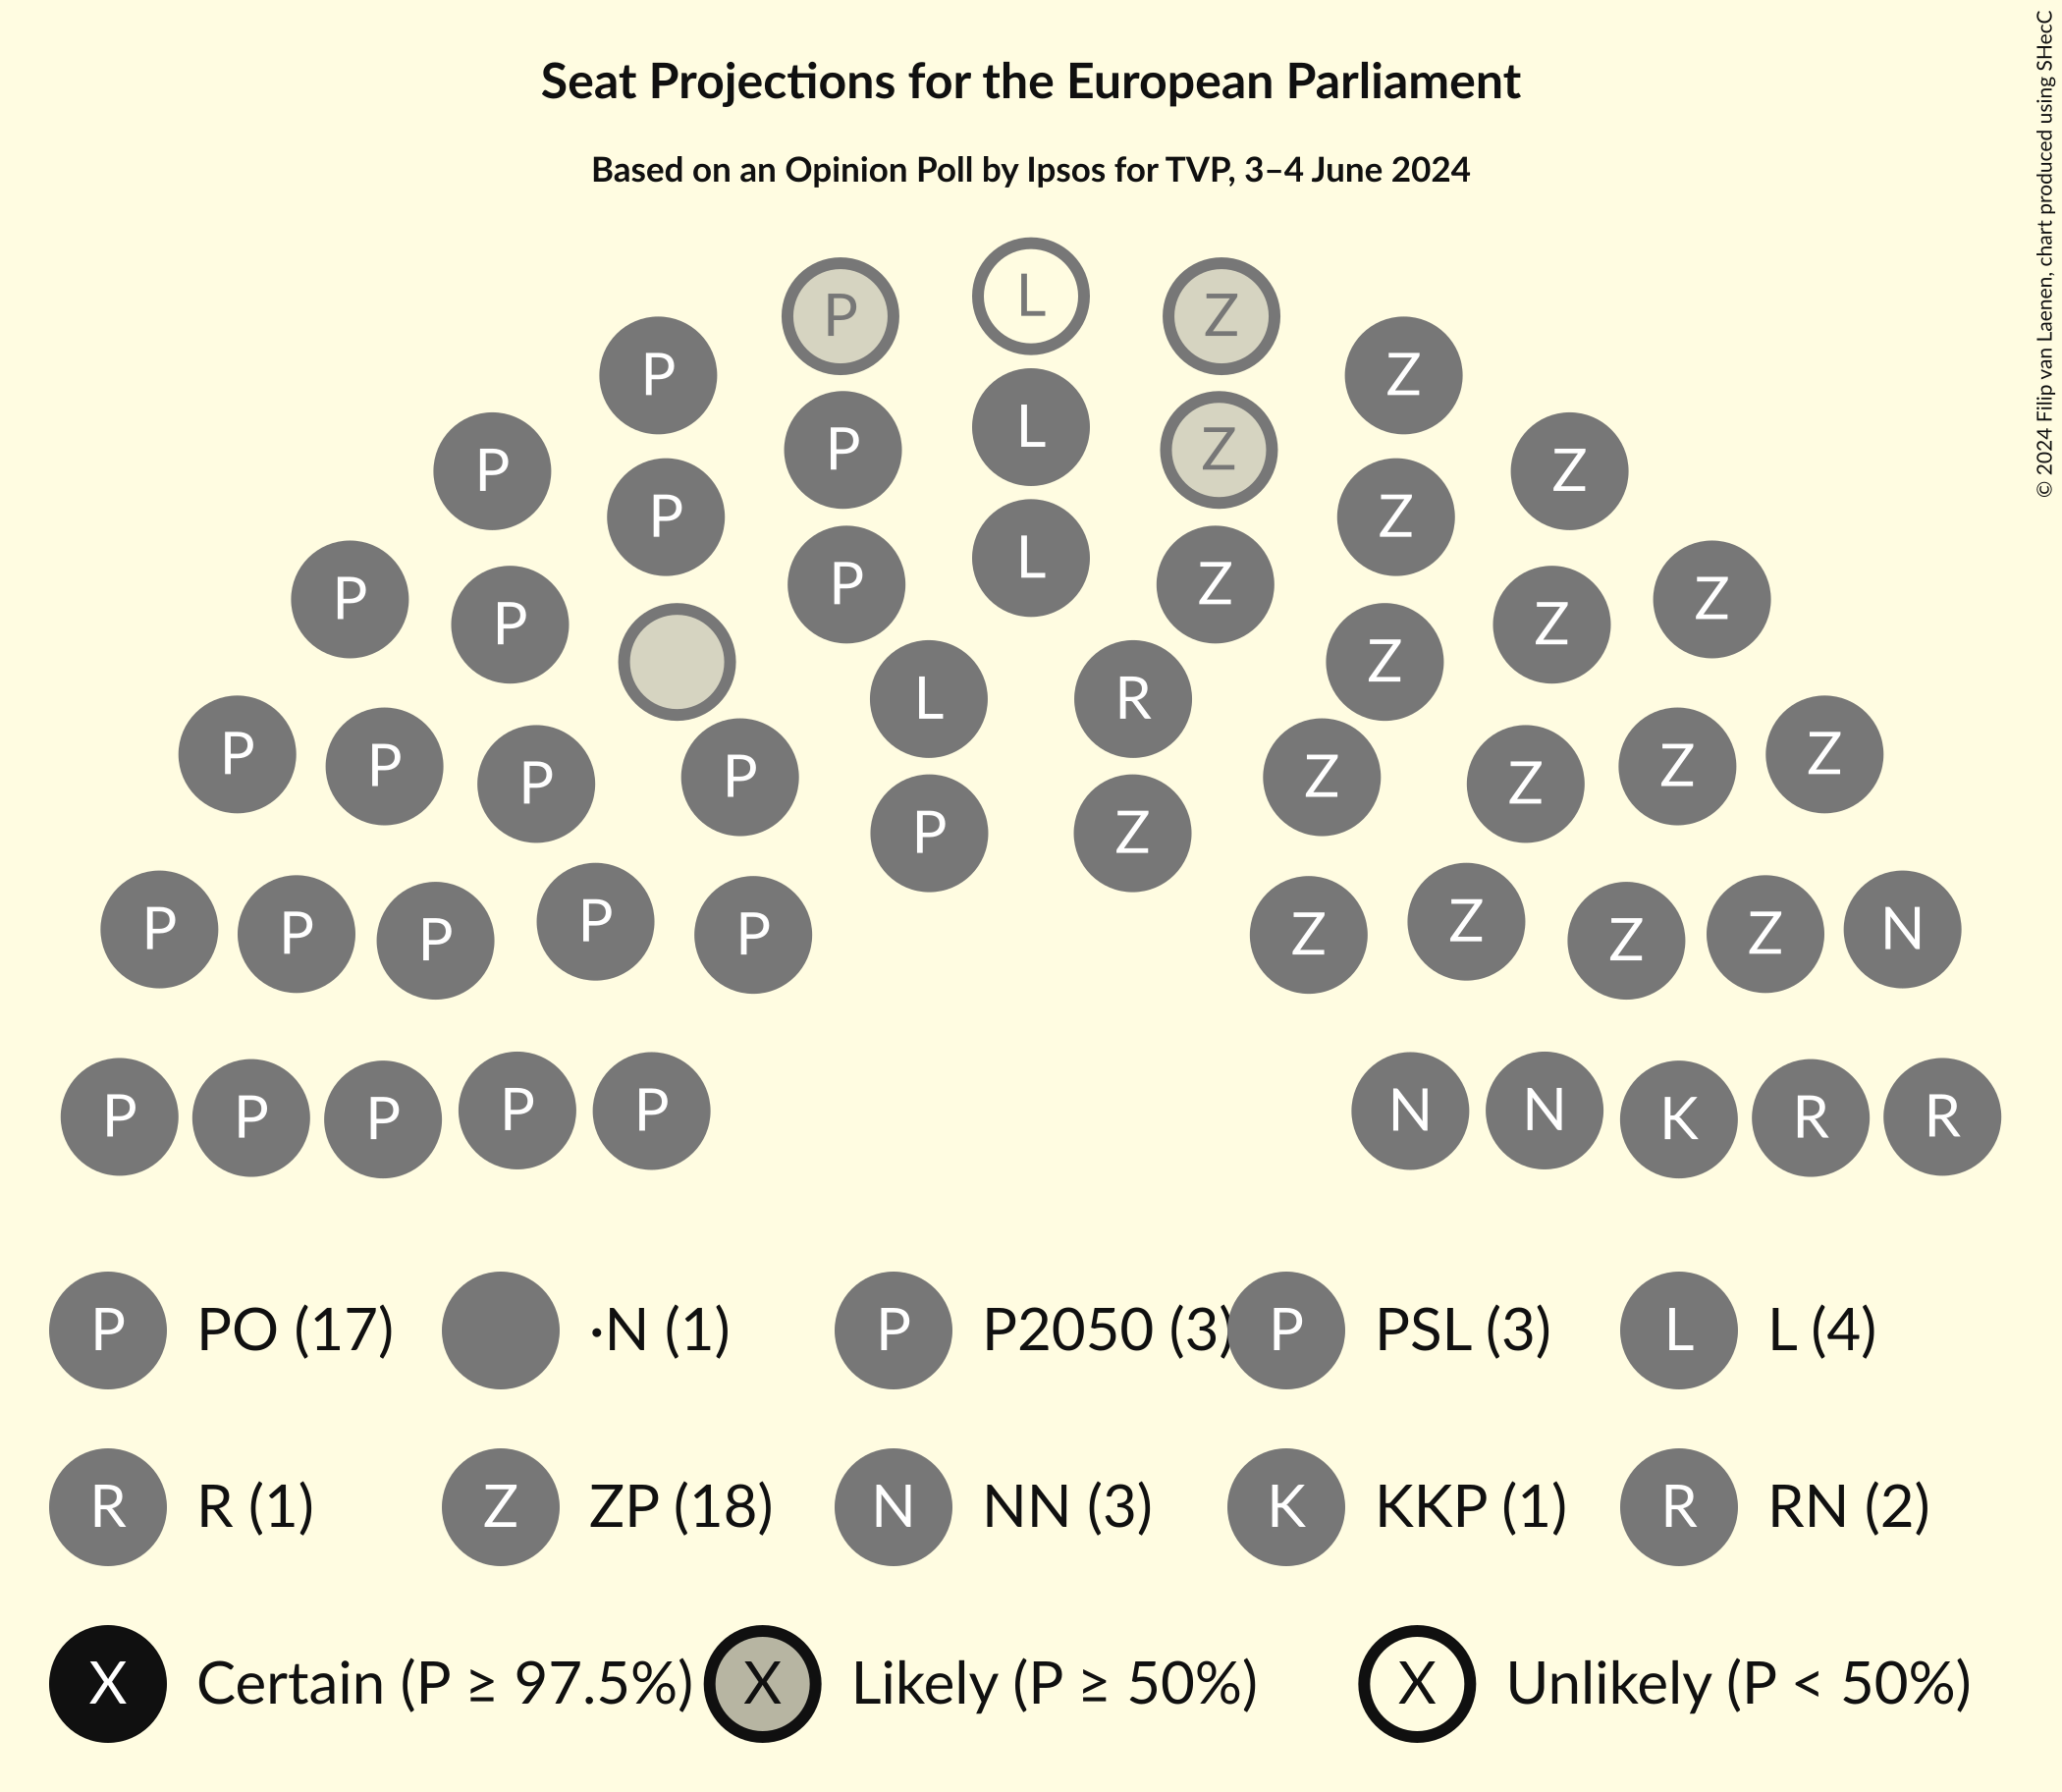 Seat Projections for the European Parliament
Based on an Opinion Poll by Ipsos for TVP, 3–4 June 2024
© 2024 Filip van Laenen, chart produced using SHecC
L
P Z
P Z
L
P Z
P Z
P Z
L
P Z
P Z
P Z
Z
L R
P Z
P Z
P Z
P Z
P Z
P Z
P N
P Z
P Z
P Z
P Z
P P P P P N N K R R
P PO (17) ·N (1) P P2050 (3) P PSL (3) L L (4)
R R (1) Z ZP (18) N NN (3) K KKP (1) R RN (2)
X Certain (P ≥ 97.5%) X Likely (P ≥ 50%) X Unlikely (P < 50%)